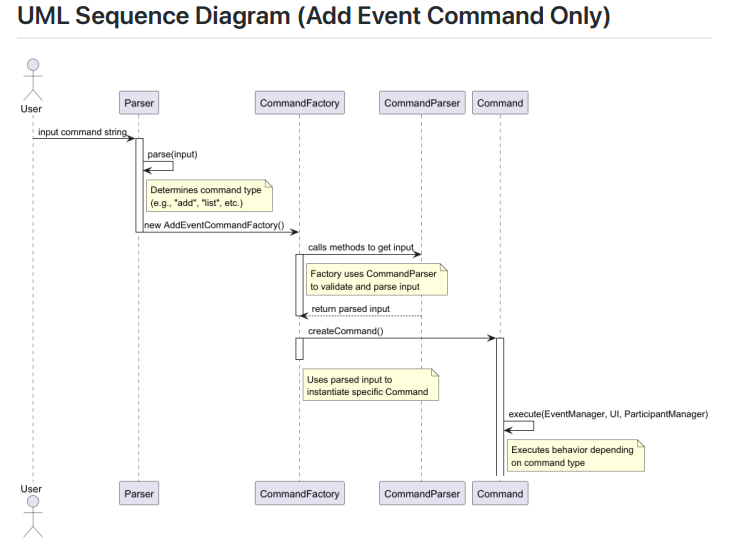 UML Sequence Diagram (Add Event Command Only)
User
Parser
CommandFactory
CommandParser
Command
input command string
parse(input)
Determines command type
(e.g., "add", "list", etc.)
new AddEventCommandFactory()
calls methods to get input
Factory uses CommandParser
to validate and parse input
return parsed input
createCommand()
Uses parsed input to
instantiate specific Command
execute(EventManager, UI, ParticipantManager)
Executes behavior depending
on command type
User
Parser
CommandFactory
CommandParser
Command